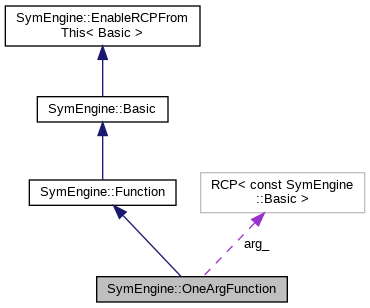 SymEngine::EnableRCPFrom
This< Basic >
SymEngine::Basic
SymEngine::Function
RCP< const SymEngine
::Basic >
arg_
SymEngine::OneArgFunction